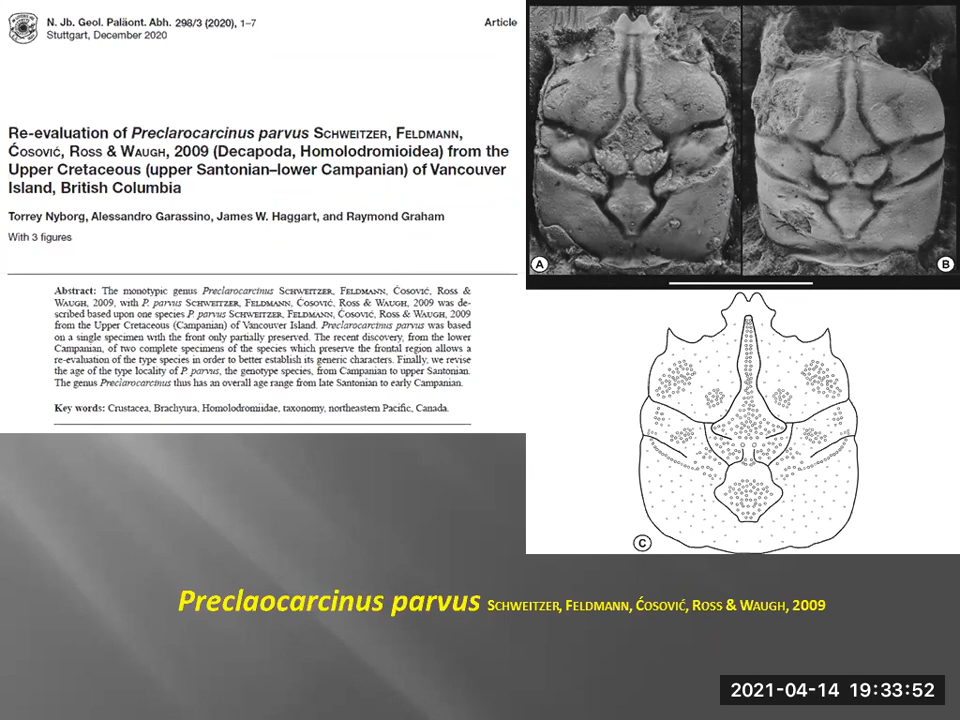 N. Jb. Geol. Paläont. Abh. 298/3 (2020), 1–7
Stuttgart, December 2020
Article
Re-evaluation of Preclarocarcinus parvus SCHWEITZER, FELDMANN,
ĆOSOVIĆ, ROSS & WAUGH, 2009 (Decapoda, Homolodromioidea) from the
Upper Cretaceous (upper Santonian–lower Campanian) of Vancouver
Island, British Columbia
Torrey Nyborg, Alessandro Garassino, James W. Haggart, and Raymond Graham
With 3 figures
Abstract: The monotypic genus Preclarocarcinus SCHWEITZER, FELDMANN, ĆOSOVIĆ, ROSS &
WAUGH, 2009, with P. parvus SCHWEITZER, FELDMANN, ĆOSOVIĆ, ROSS & WAUGH, 2009 was de-
scribed based upon one species P. parvus SCHWEITZER, FELDMANN, ĆOSOVIĆ, ROSS & WAUGH, 2009
from the Upper Cretaceous (Campanian) of Vancouver Island. Preclarocarcinus parvus was based
on a single specimen with the front only partially preserved. The recent discovery, from the lower
Campanian, of two complete specimens of the species which preserve the frontal region allows a
re-evaluation of the type species in order to better establish its generic characters. Finally, we revise
the age of the type locality of P. parvus, the genotype species, from Campanian to upper Santonian.
The genus Preclarocarcinus thus has an overall age range from late Santonian to early Campanian.
Key words: Crustacea, Brachyura, Homolodromiidae, taxonomy, northeastern Pacific, Canada.
A
B
C
Preclaocarcinus parvus SCHWEITZER, FELDMANN, ĆOSOVIĆ, ROSS & WAUGH, 2009
2021-04-14 19:33:52